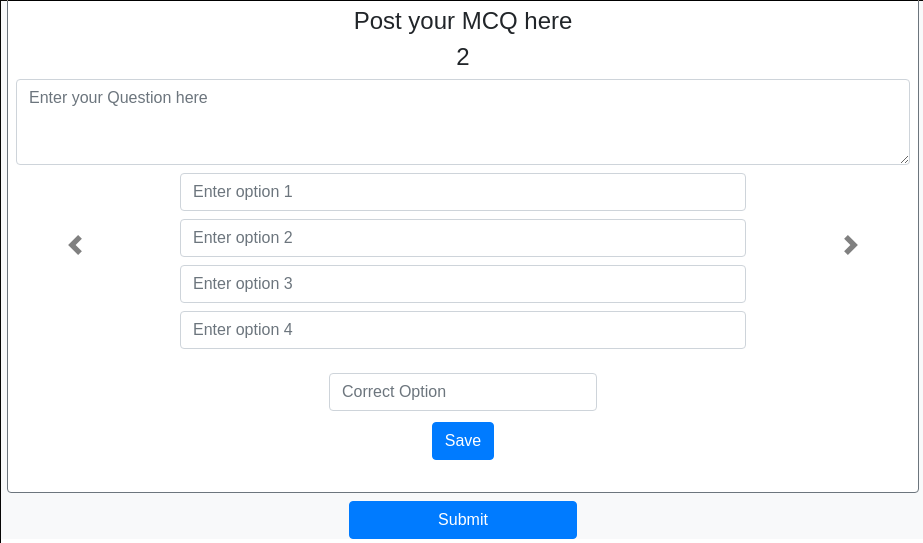 Post your MCQ here
2
Enter your Question here
Enter option 1
Enter option 2
Enter option 3
Enter option 4
Correct Option
Save
Submit